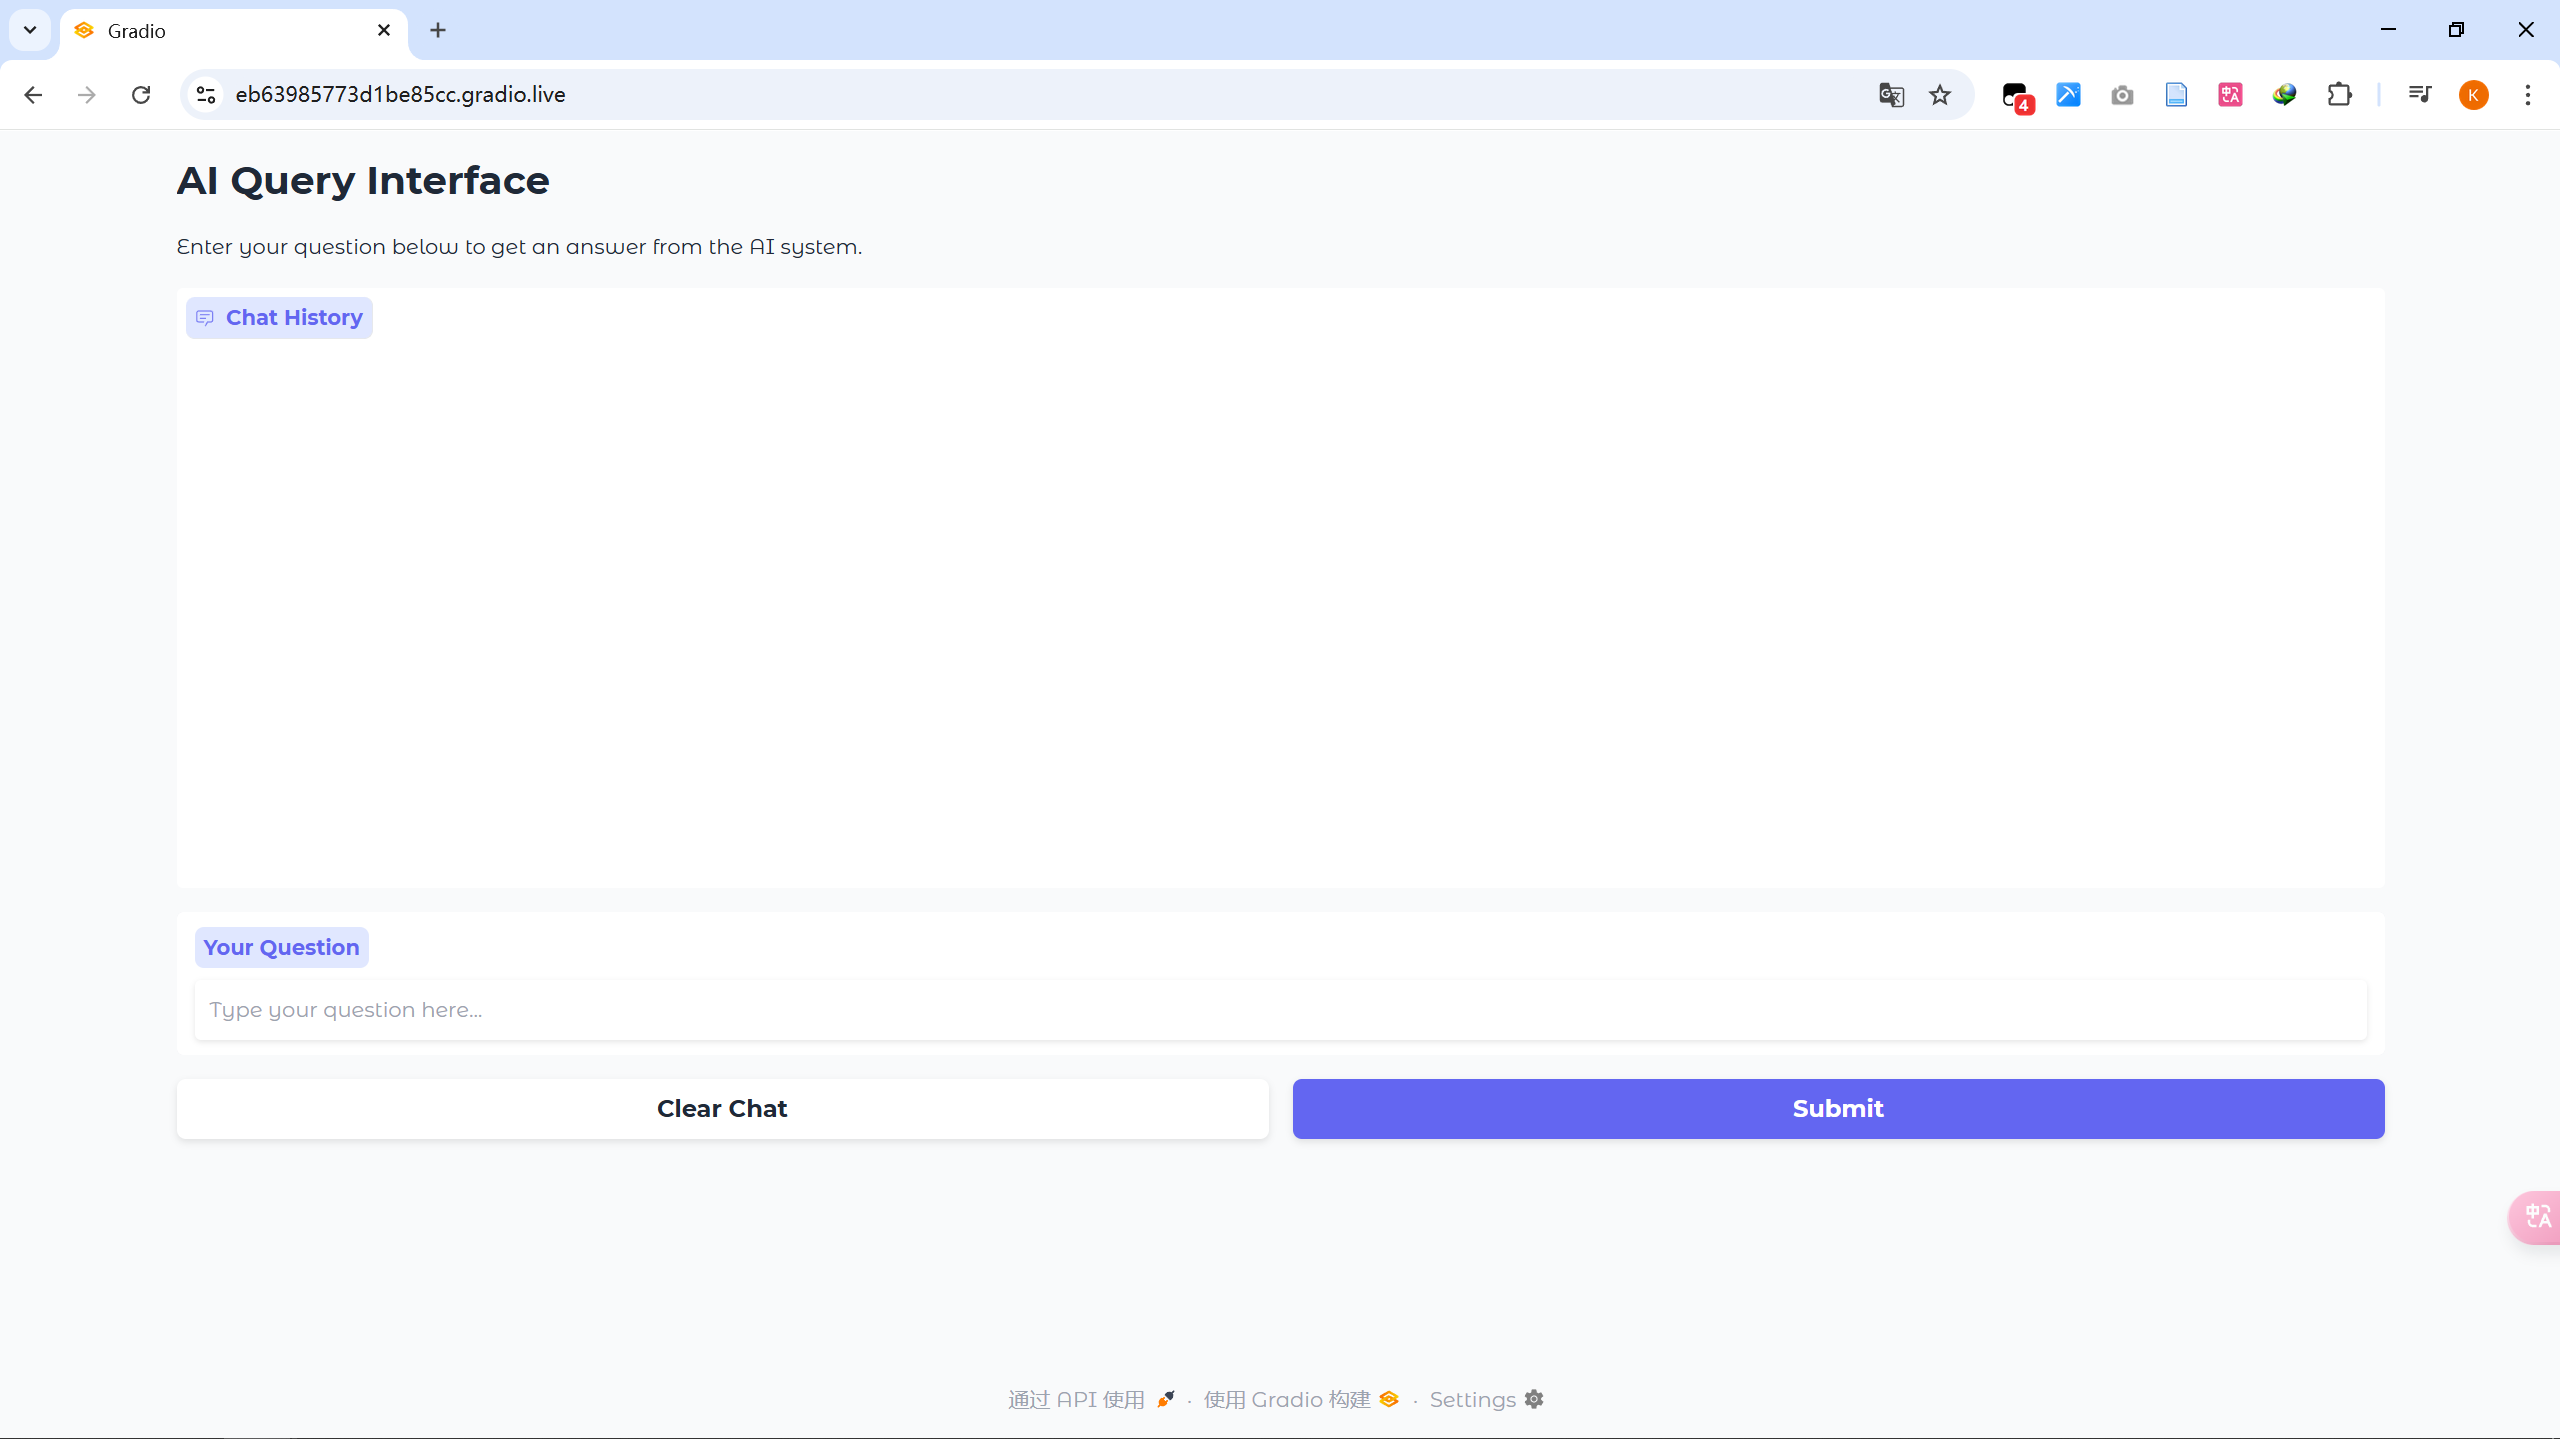 Gradio
eb63985773d1be85cc.gradio.live
4
K
AI Query Interface
Enter your question below to get an answer from the AI system.
Chat History
Your Question
Type your question here...
Clear Chat
Submit
中A
通过 API 使用 · 使用 Gradio 构建 · Settings